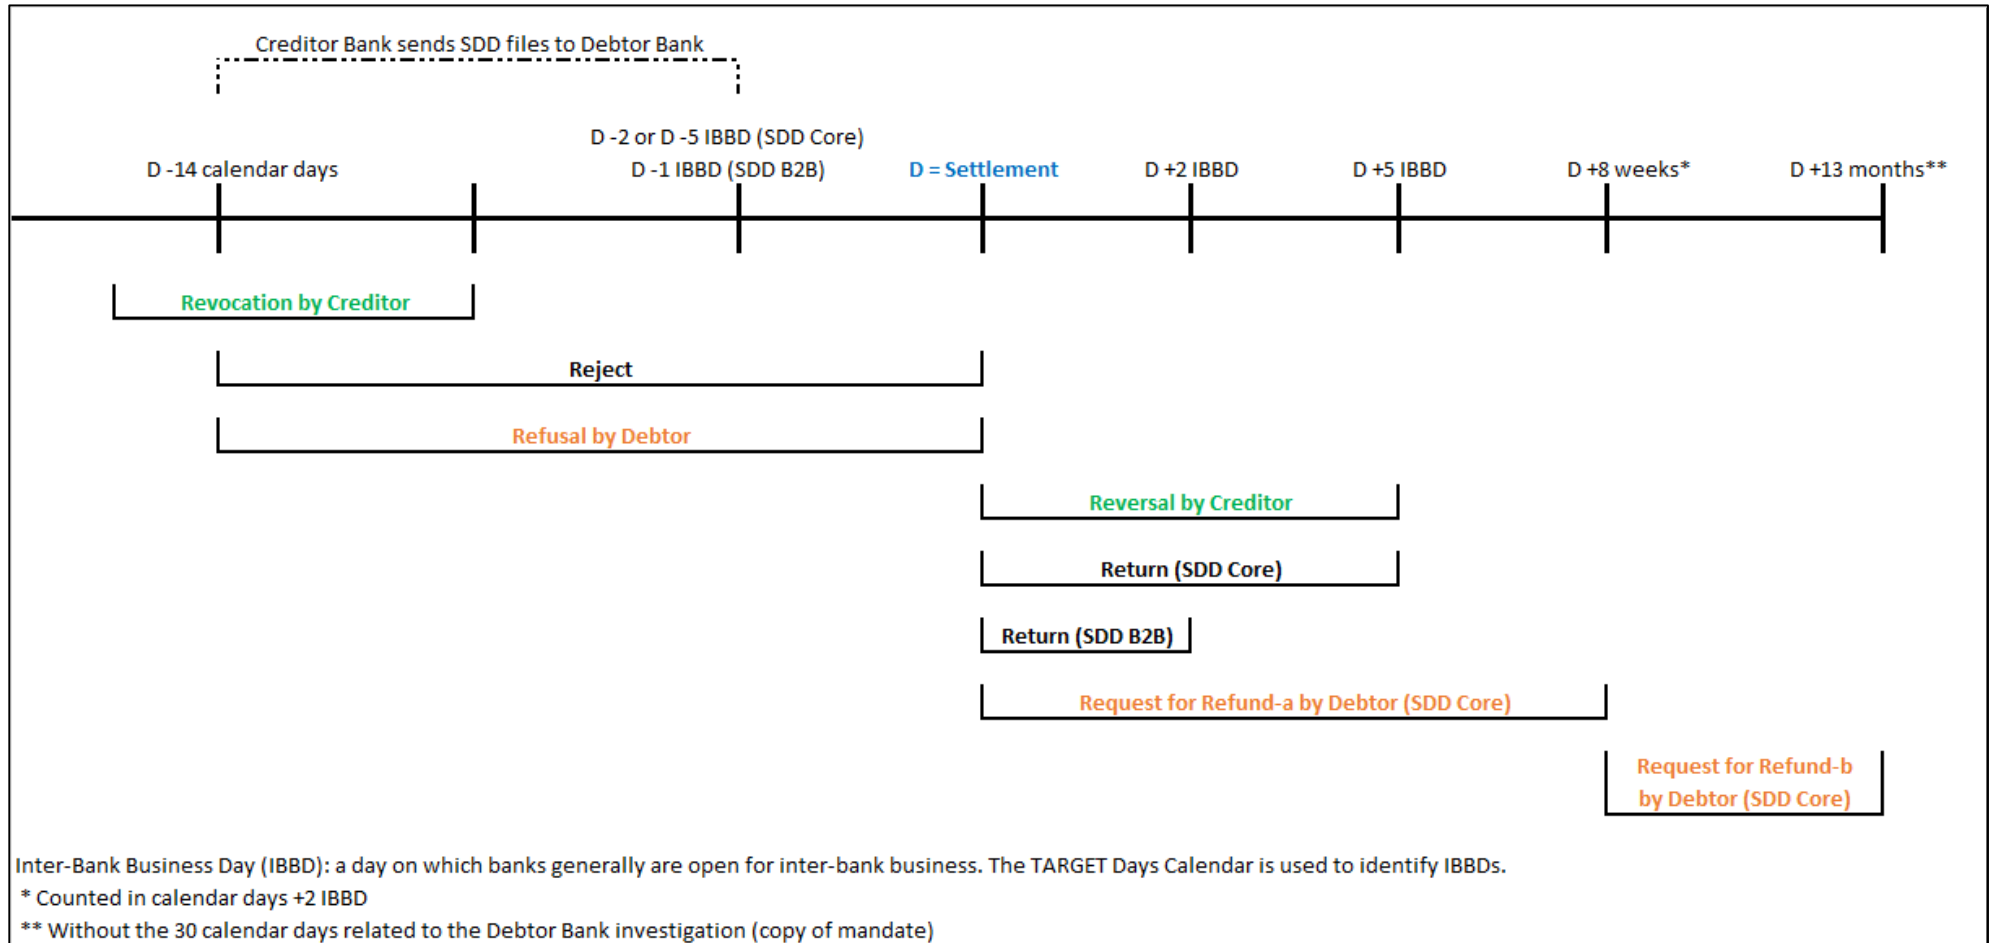 Creditor Bank sends SDD files to Debtor Bank
D -2 or D -5 IBBD (SDD Core)
D -14 calendar days
D -1 IBBD (SDD B2B)
D = Settlement
D +2 IBBD
D +5 IBBD
D +8 weeks*
D +13 months**
Revocation by Creditor
Reject
Refusal by Debtor
Reversal by Creditor
Return (SDD Core)
Return (SDD B2B)
Request for Refund-a by Debtor (SDD Core)
Request for Refund-b
by Debtor (SDD Core)
Inter-Bank Business Day (IBBD): a day on which banks generally are open for inter-bank business. The TARGET Days Calendar is used to identify IBBDs.
* Counted in calendar days +2 IBBD
** Without the 30 calendar days related to the Debtor Bank investigation (copy of mandate)